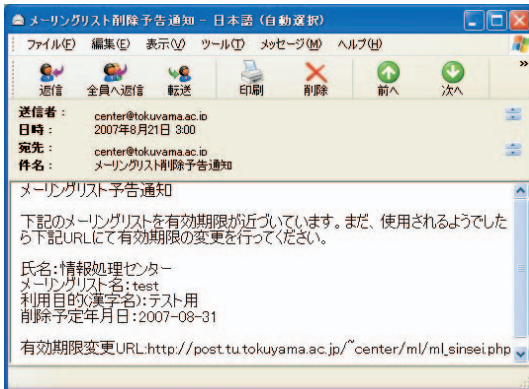 メーリングリスト削除予告通知 - 日本語 (自動選択)
ファイル(F) 編集(E) 表示(V) ツール(T) メッセージ(M) ヘルプ(H)
返信 全員へ返信 転送 印刷 削除 前へ 次へ »
送信者： center@tokuyama.ac.jp
日時： 2007年8月21日 3:00
宛先： center@tokuyama.ac.jp
件名： メーリングリスト削除予告通知
メーリングリスト予告通知
下記のメーリングリストを有効期限が近づいています。まだ、使用されるようでした
ら下記URLにて有効期限の変更を行ってください。
氏名:情報処理センター
メーリングリスト名:test
利用目的(漢字名):テスト用
削除予定年月日:2007-08-31
有効期限変更URL:http://post.tu.tokuyama.ac.jp/~center/ml/ml_sinsei.php